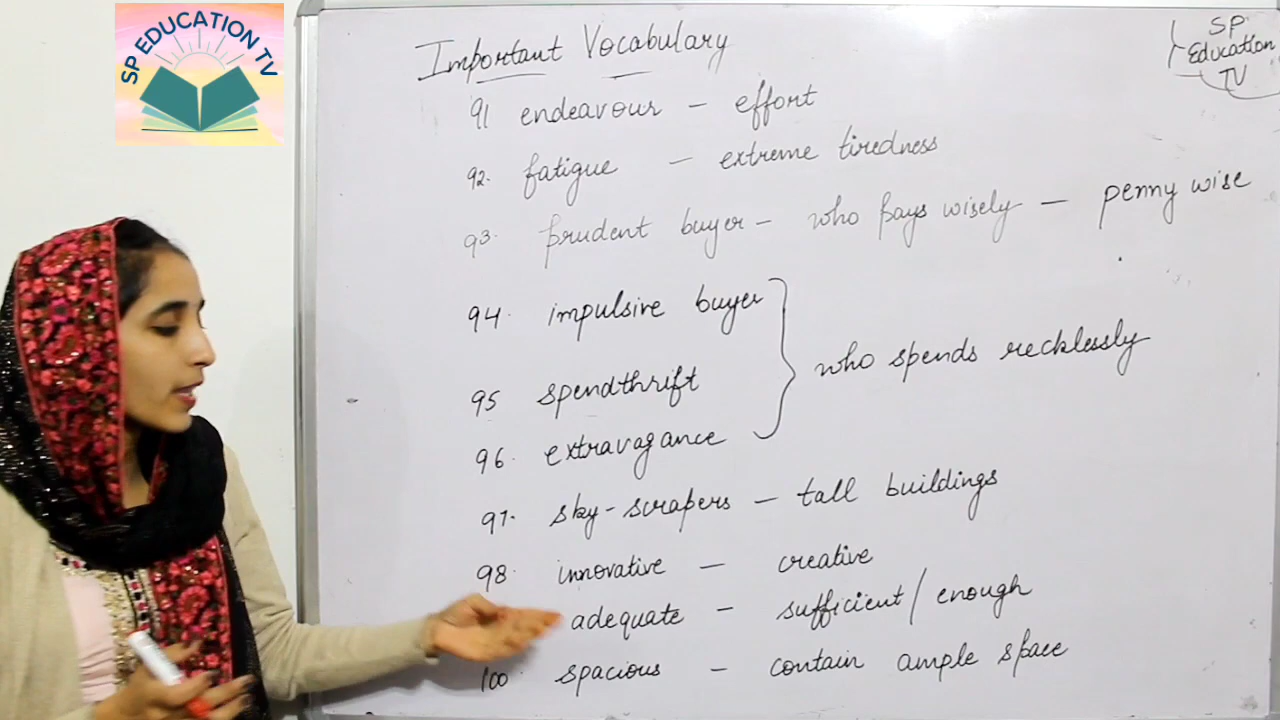 SP EDUCATION TV
SP
Education
TV
Important Vocabulary
91 endeavour - effort
92. fatigue - extreme tiredness
93. prudent buyer - who pays wisely - penny wise
94. impulsive buyer
95 spendthrift
96. extravagance
who spends recklessly
97. sky-scrapers - tall buildings
98. innovative - creative
adequate - sufficient/enough
100. spacious - contain ample space